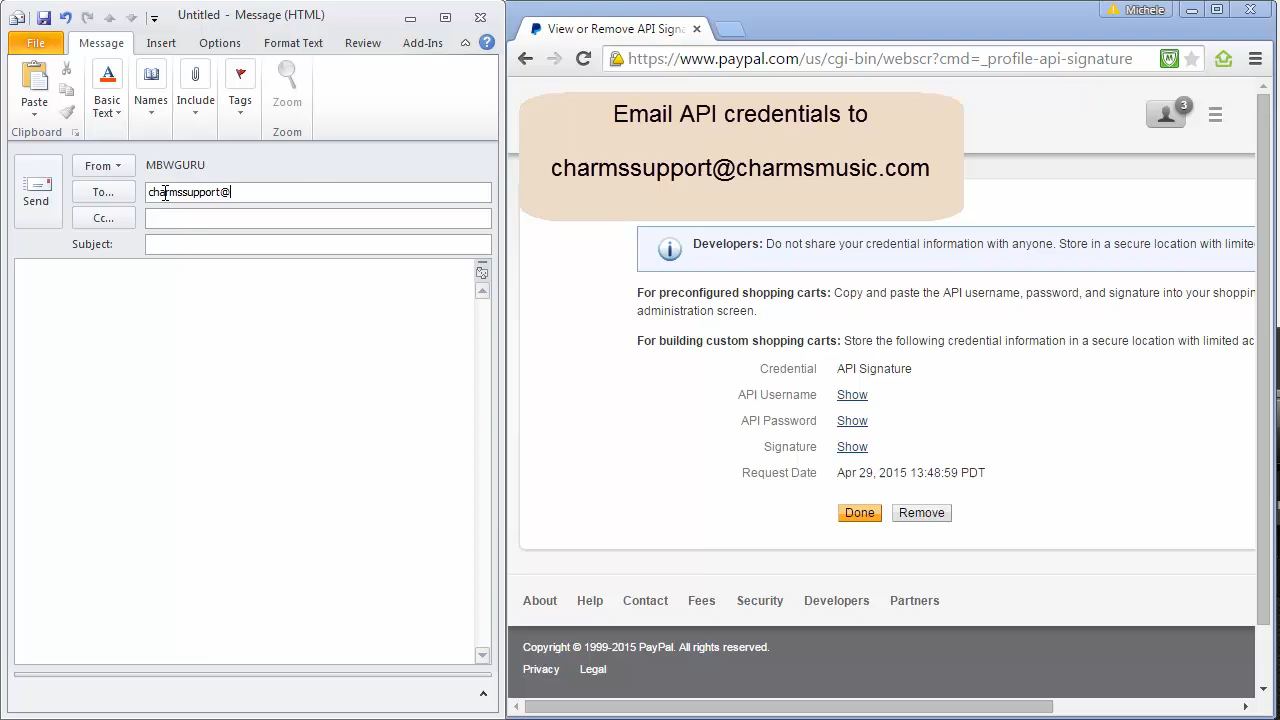 Untitled - Message (HTML)
File
Message
Insert
Options
Format Text
Review
Add-Ins
Paste
Clipboard
Basic Text
Names
Include
Tags
Zoom
Zoom
Send
From
MBWGURU
To...
charmssupport@
Cc...
Subject:
Michele
View or Remove API Signa
https://www.paypal.com/us/cgi-bin/webscr?cmd=_profile-api-signature
3
Email API credentials to
charmssupport@charmsmusic.com
Developers: Do not share your credential information with anyone. Store in a secure location with limite
For preconfigured shopping carts: Copy and paste the API username, password, and signature into your shoppin
administration screen.
For building custom shopping carts: Store the following credential information in a secure location with limited ac
Credential API Signature
API Username Show
API Password Show
Signature Show
Request Date Apr 29, 2015 13:48:59 PDT
Done Remove
About Help Contact Fees Security Developers Partners
Copyright © 1999-2015 PayPal. All rights reserved.
Privacy Legal